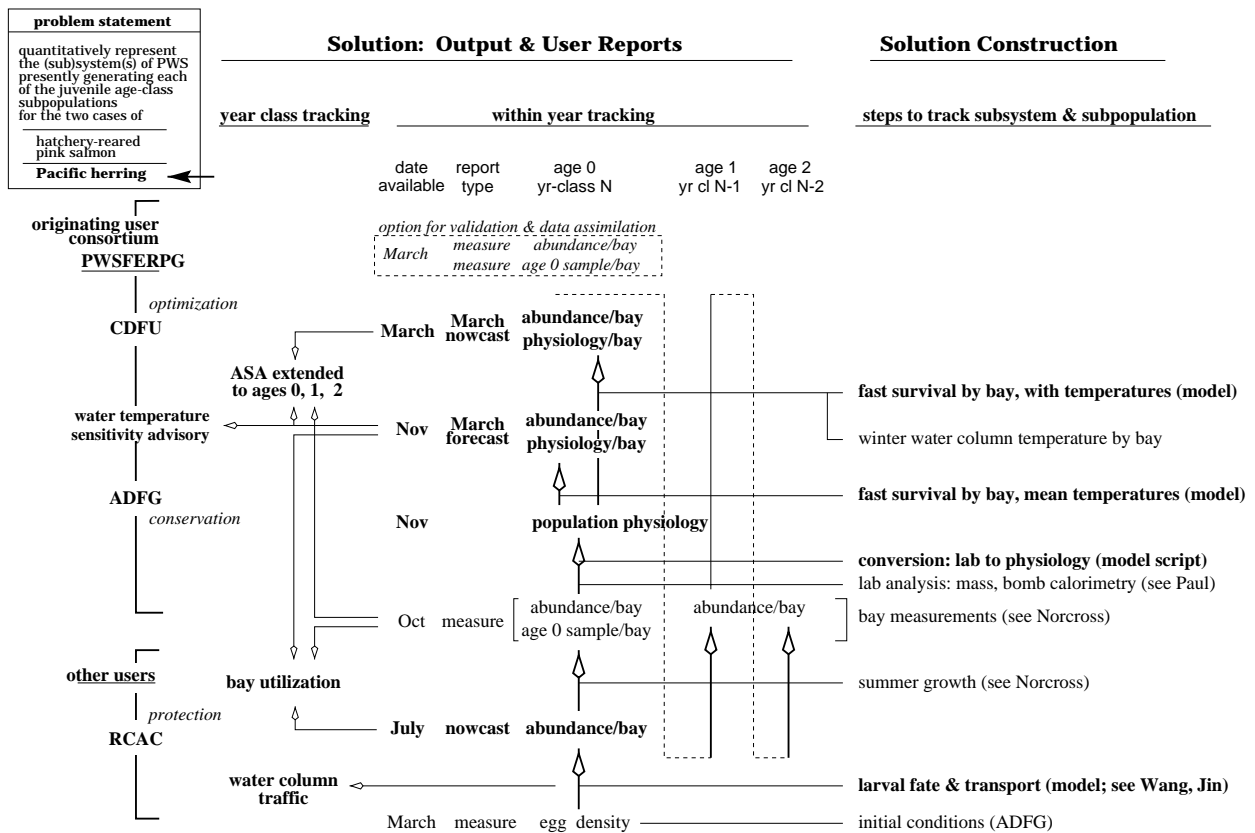 problem statement
quantitatively represent
the (sub)system(s) of PWS
presently generating each
of the juvenile age-class
subpopulations
for the two cases of
hatchery-reared
pink salmon
Pacific herring
Solution: Output & User Reports
Solution Construction
year class tracking
within year tracking
steps to track subsystem & subpopulation
date
available
report
type
age 0
yr-class N
age 1
yr cl N-1
age 2
yr cl N-2
originating user
consortium
PWSFERPG
optimization
CDFU
ADFG
conservation
other users
protection
RCAC
ASA extended
to ages 0, 1, 2
water temperature
sensitivity advisory
bay utilization
water column
traffic
option for validation & data assimilation
March
measure abundance/bay
measure age 0 sample/bay
March
March
nowcast
abundance/bay
physiology/bay
fast survival by bay, with temperatures (model)
Nov
March
forecast
abundance/bay
physiology/bay
winter water column temperature by bay
fast survival by bay, mean temperatures (model)
Nov population physiology
conversion: lab to physiology (model script)
lab analysis: mass, bomb calorimetry (see Paul)
Oct measure
abundance/bay
age 0 sample/bay
abundance/bay
bay measurements (see Norcross)
summer growth (see Norcross)
July nowcast abundance/bay
larval fate & transport (model; see Wang, Jin)
March measure egg density
initial conditions (ADFG)